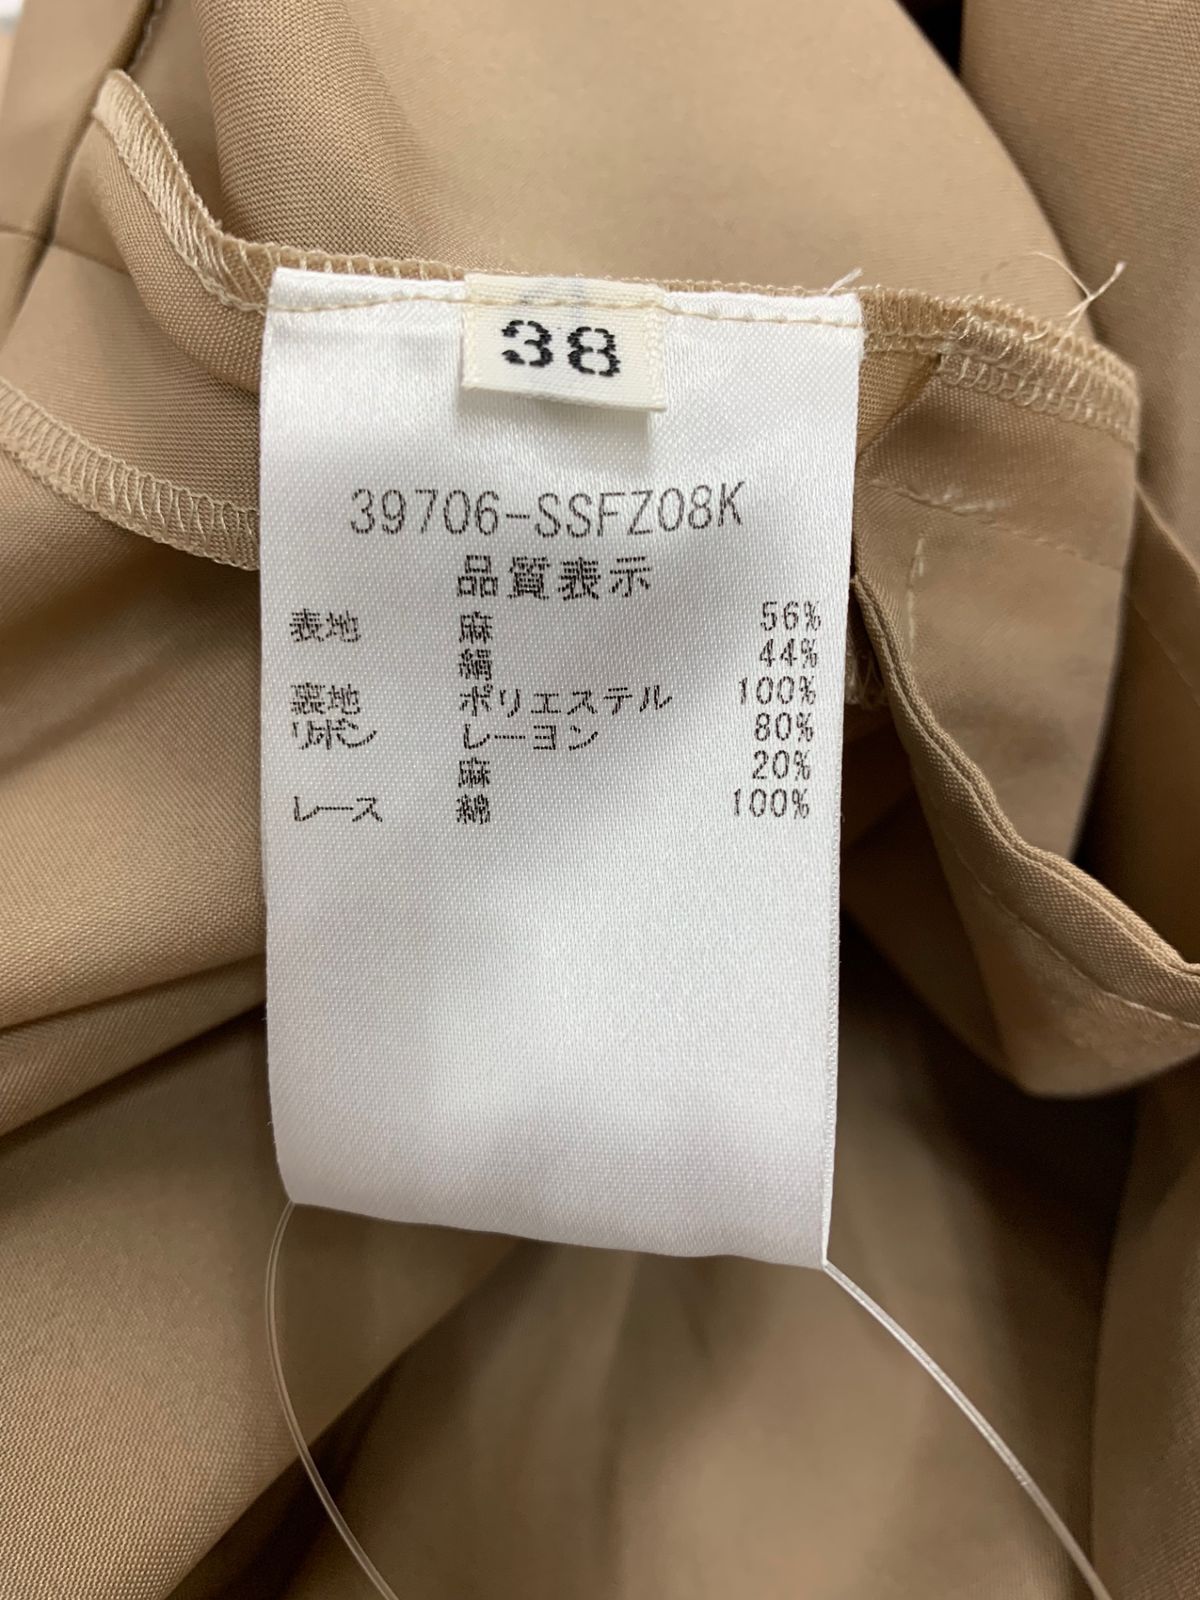 38
39706-SSFZ08K
品質表示
表地 麻 56%
絹 44%
裏地 ポリエステル 100%
リボン レーヨン 80%
麻 20%
レース 綿 100%